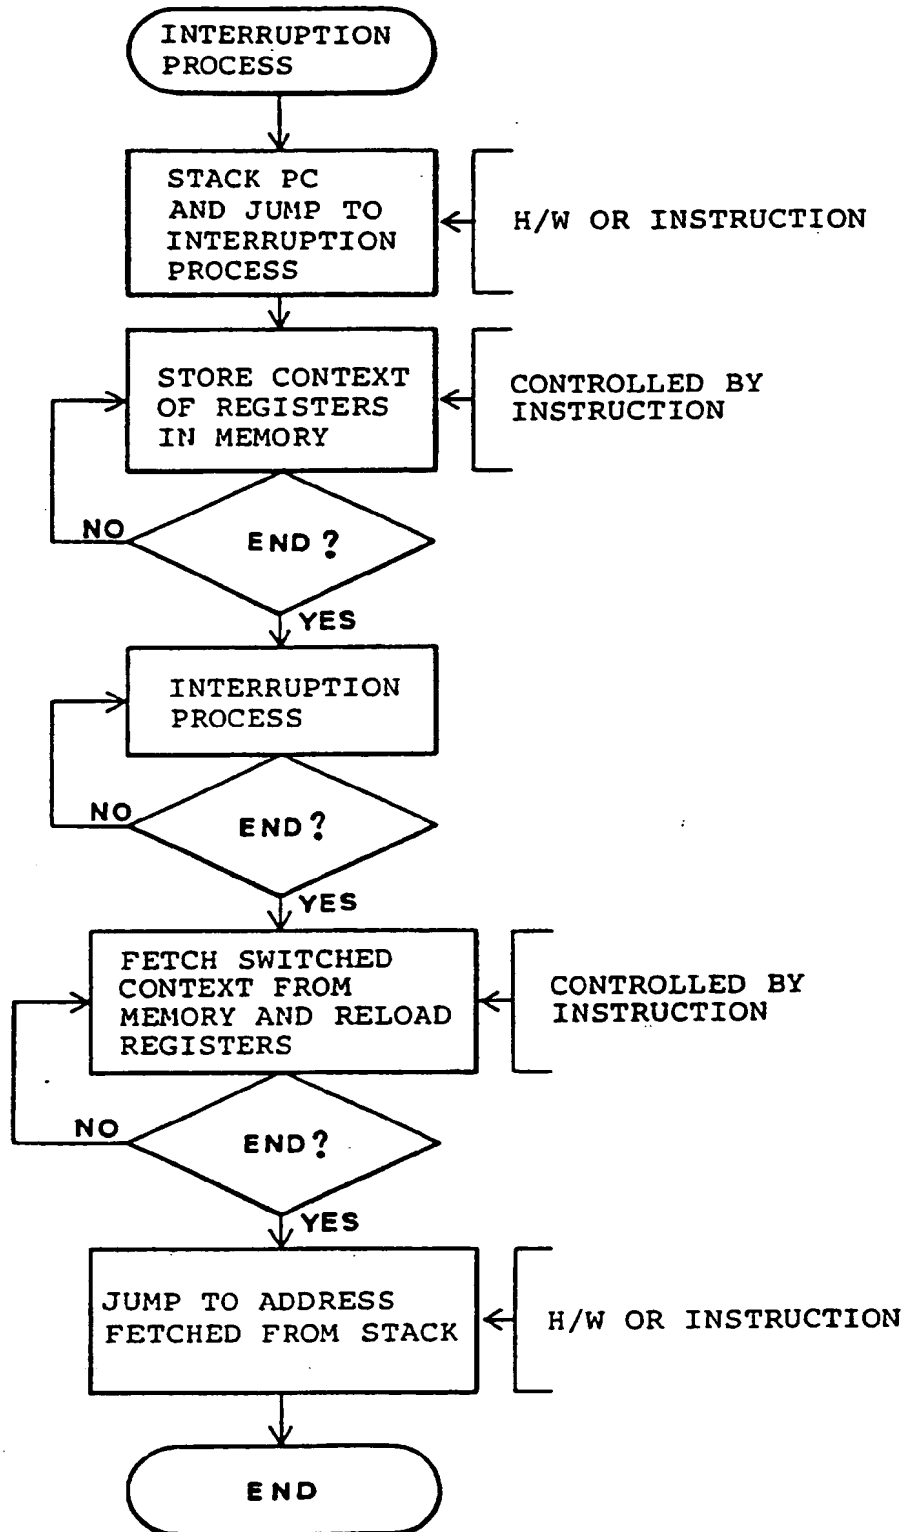 INTERRUPTION
PROCESS
STACK PC
AND JUMP TO
INTERRUPTION
PROCESS
H/W OR INSTRUCTION
STORE CONTEXT
OF REGISTERS
IN MEMORY
CONTROLLED BY
INSTRUCTION
NO
END?
YES
INTERRUPTION
PROCESS
NO
END?
YES
FETCH SWITCHED
CONTEXT FROM
MEMORY AND RELOAD
REGISTERS
CONTROLLED BY
INSTRUCTION
NO
END?
YES
JUMP TO ADDRESS
FETCHED FROM STACK
H/W OR INSTRUCTION
END